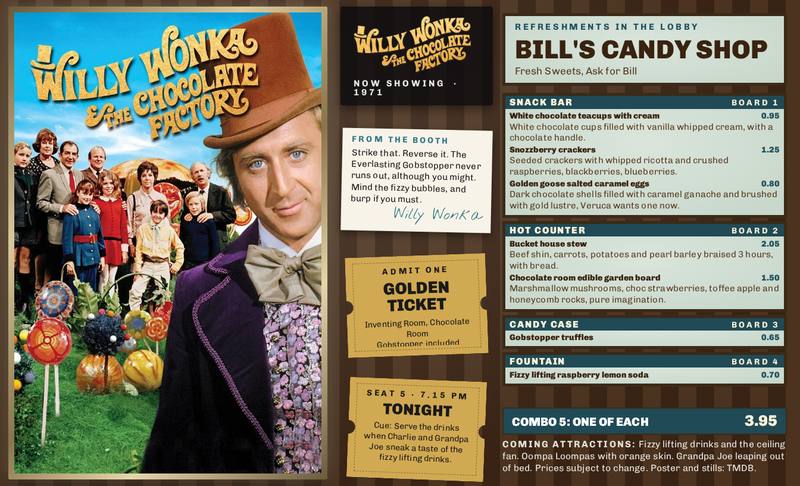 WILLY WONKA
& THE CHOCOLATE
FACTORY
WILLY WONKA
& THE CHOCOLATE
FACTORY
NOW SHOWING ·
1971
FROM THE BOOTH
Strike that. Reverse it. The
Everlasting Gobstopper never
runs out, although you might.
Mind the fizzy bubbles, and
burp if you must.
Willy Wonka
ADMIT ONE
GOLDEN
TICKET
Inventing Room, Chocolate
Room
Gobstopper included
SEAT 5 · 7.15 PM
TONIGHT
Cue: Serve the drinks
when Charlie and Grandpa
Joe sneak a taste of the
fizzy lifting drinks.
REFRESHMENTS IN THE LOBBY
BILL'S CANDY SHOP
Fresh Sweets, Ask for Bill
SNACK BAR BOARD 1
White chocolate teacups with cream 0.95
White chocolate cups filled with vanilla whipped cream, with a
chocolate handle.
Snozzberry crackers 1.25
Seeded crackers with whipped ricotta and crushed
raspberries, blackberries, blueberries.
Golden goose salted caramel eggs 0.80
Dark chocolate shells filled with caramel ganache and brushed
with gold lustre, Veruca wants one now.
HOT COUNTER BOARD 2
Bucket house stew 2.05
Beef shin, carrots, potatoes and pearl barley braised 3 hours,
with bread.
Chocolate room edible garden board 1.50
Marshmallow mushrooms, choc strawberries, toffee apple and
honeycomb rocks, pure imagination.
CANDY CASE BOARD 3
Gobstopper truffles 0.65
FOUNTAIN BOARD 4
Fizzy lifting raspberry lemon soda 0.70
COMBO 5: ONE OF EACH 3.95
COMING ATTRACTIONS: Fizzy lifting drinks and the ceiling
fan. Oompa Loompas with orange skin. Grandpa Joe leaping out
of bed. Prices subject to change. Poster and stills: TMDB.